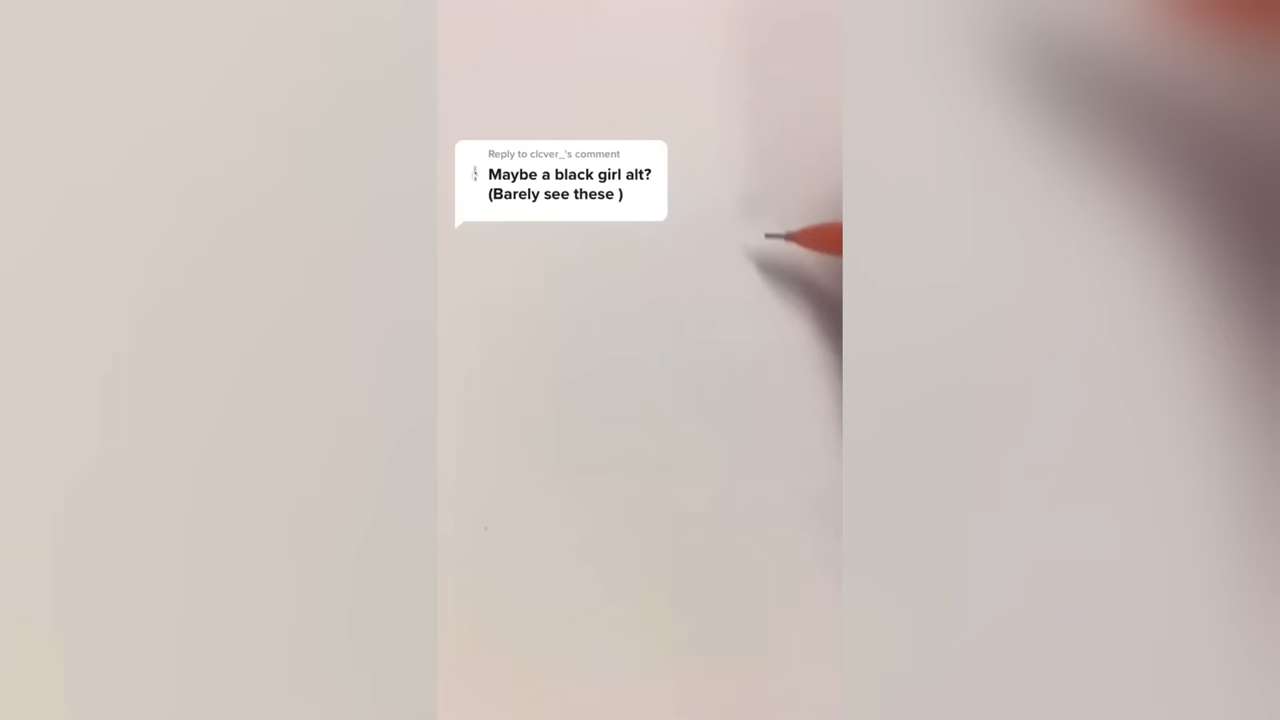 Reply to clcver_'s comment
Maybe a black girl alt?
(Barely see these )